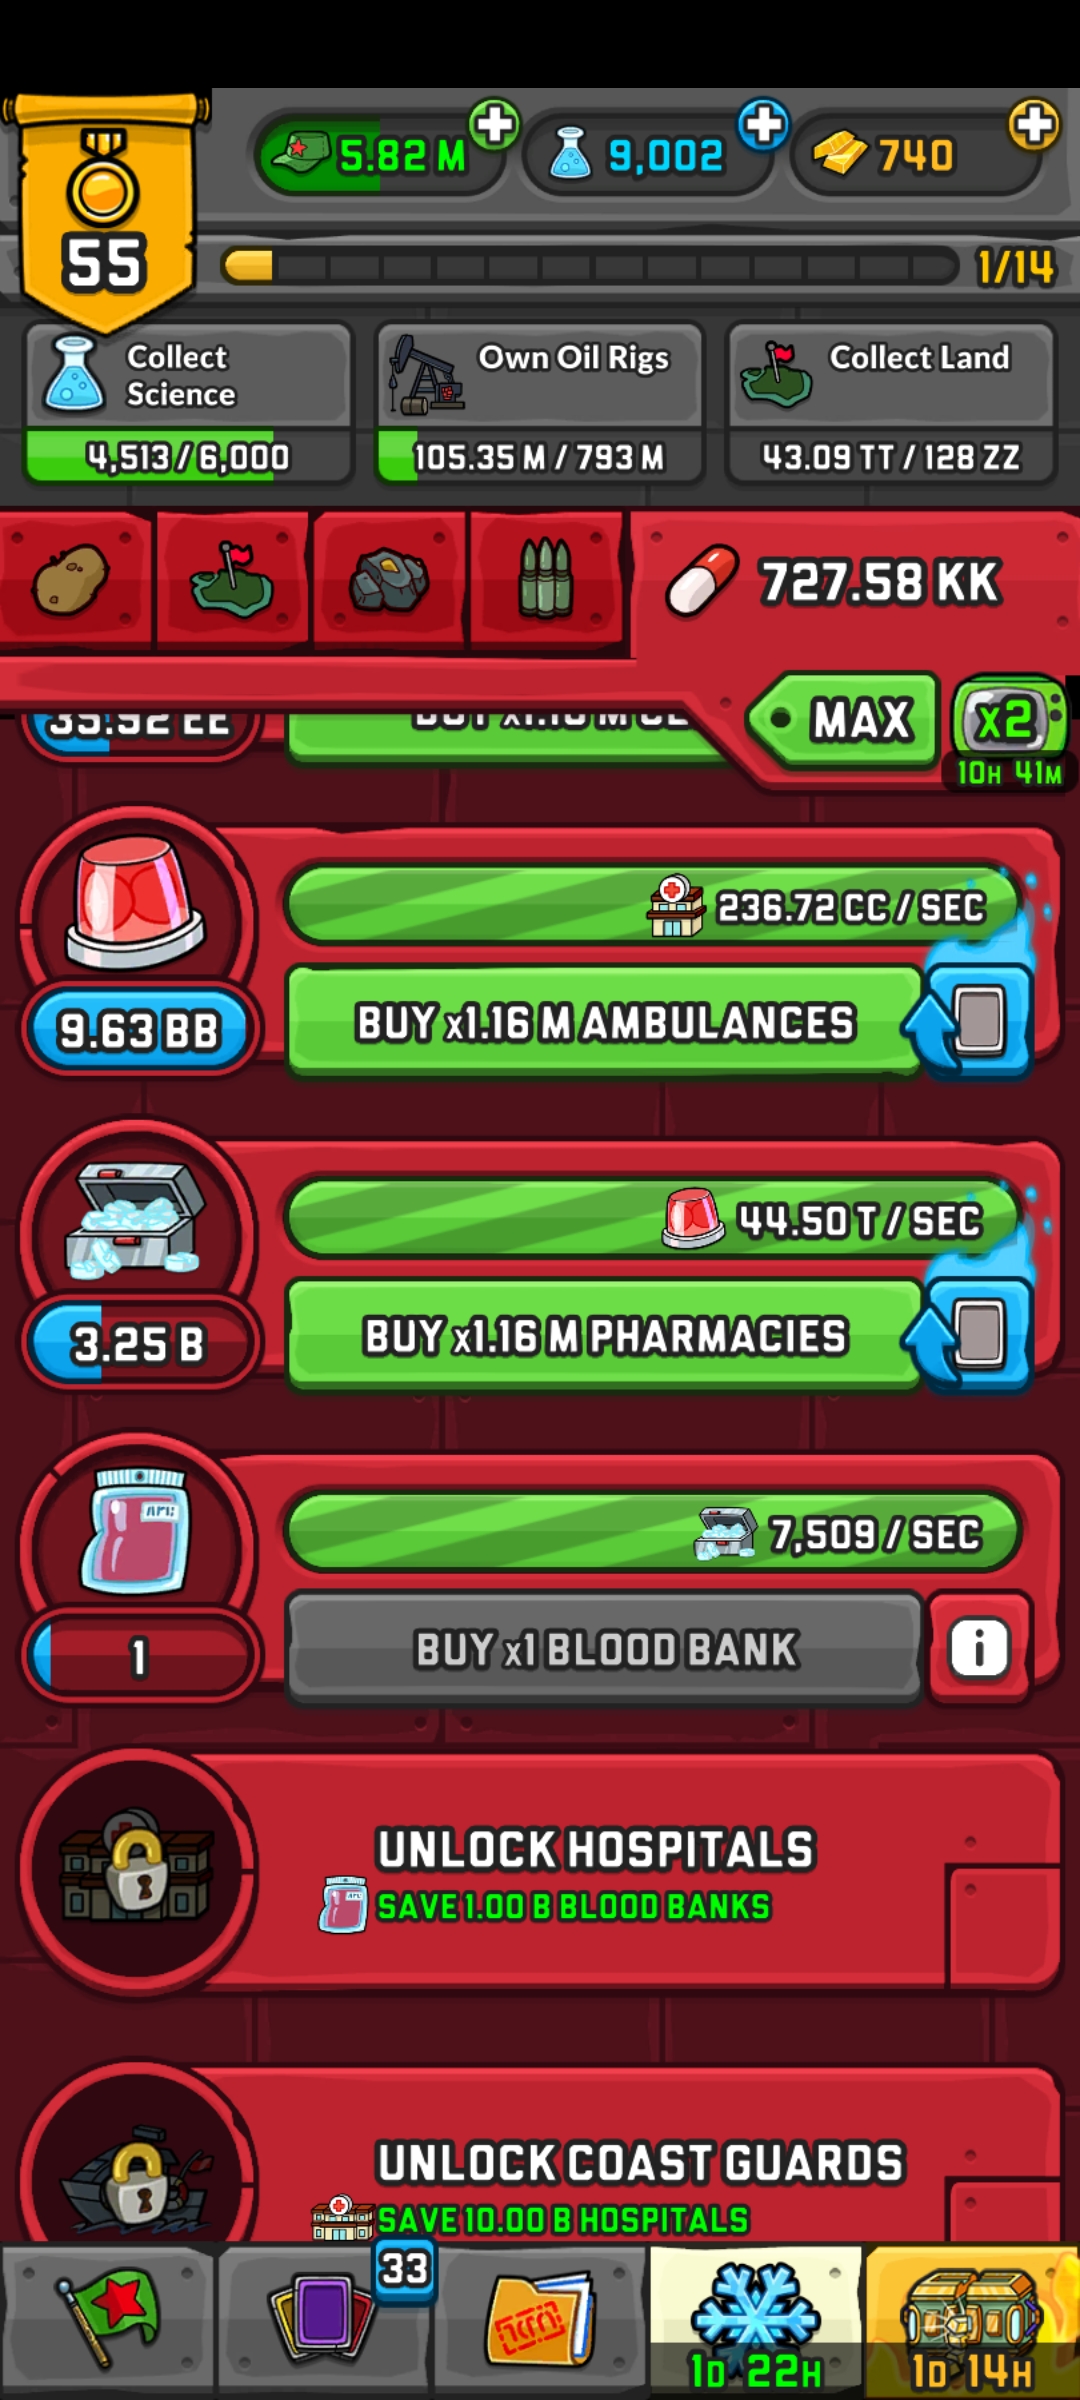 55
5.82 M
9,002
740
1/14
Collect
Science
4,513 / 6,000
Own Oil Rigs
105.35 M / 793 M
Collect Land
43.09 TT / 128 ZZ
727.58 KK
MAX
x2
10H 41M
35.92 EE
236.72 CC / SEC
9.63 BB
BUY x1.16 M AMBULANCES
44.50 T / SEC
3.25 B
BUY x1.16 M PHARMACIES
7,509 / SEC
1
BUY x1 BLOOD BANK
i
UNLOCK HOSPITALS
SAVE 1.00 B BLOOD BANKS
UNLOCK COAST GUARDS
SAVE 10.00 B HOSPITALS
33
1D 22H
1D 14H